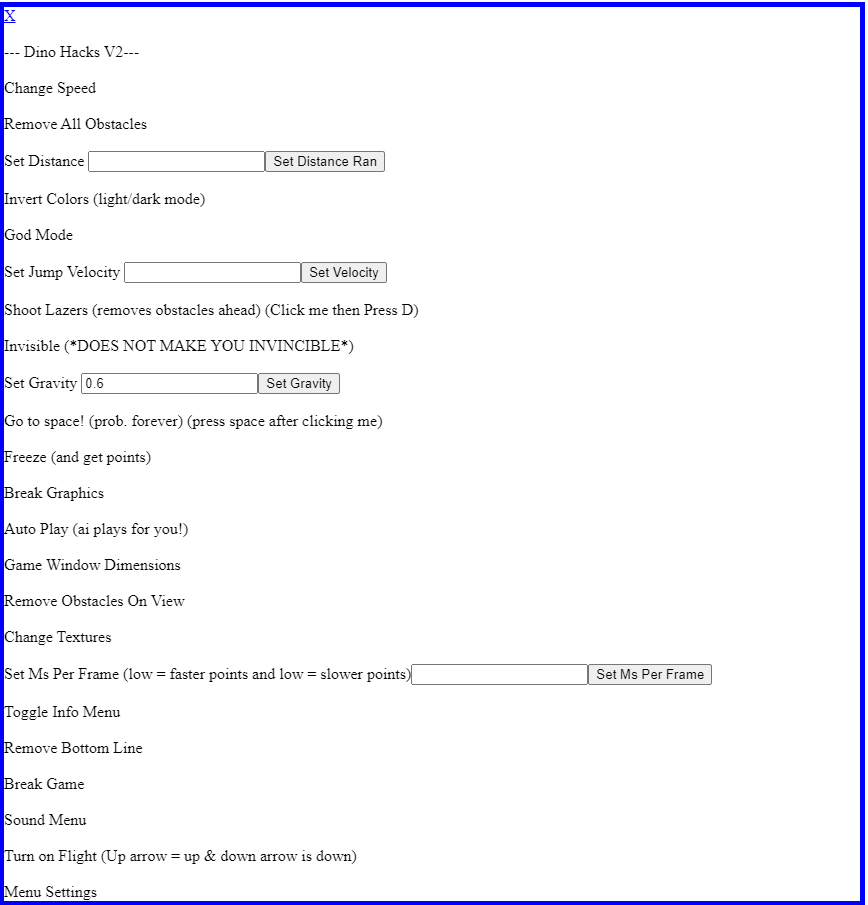 X
--- Dino Hacks V2---
Change Speed
Remove All Obstacles
Set Distance Set Distance Ran
Invert Colors (light/dark mode)
God Mode
Set Jump Velocity Set Velocity
Shoot Lazers (removes obstacles ahead) (Click me then Press D)
Invisible (*DOES NOT MAKE YOU INVINCIBLE*)
Set Gravity 0.6 Set Gravity
Go to space! (prob. forever) (press space after clicking me)
Freeze (and get points)
Break Graphics
Auto Play (ai plays for you!)
Game Window Dimensions
Remove Obstacles On View
Change Textures
Set Ms Per Frame (low = faster points and low = slower points) Set Ms Per Frame
Toggle Info Menu
Remove Bottom Line
Break Game
Sound Menu
Turn on Flight (Up arrow = up & down arrow is down)
Menu Settings